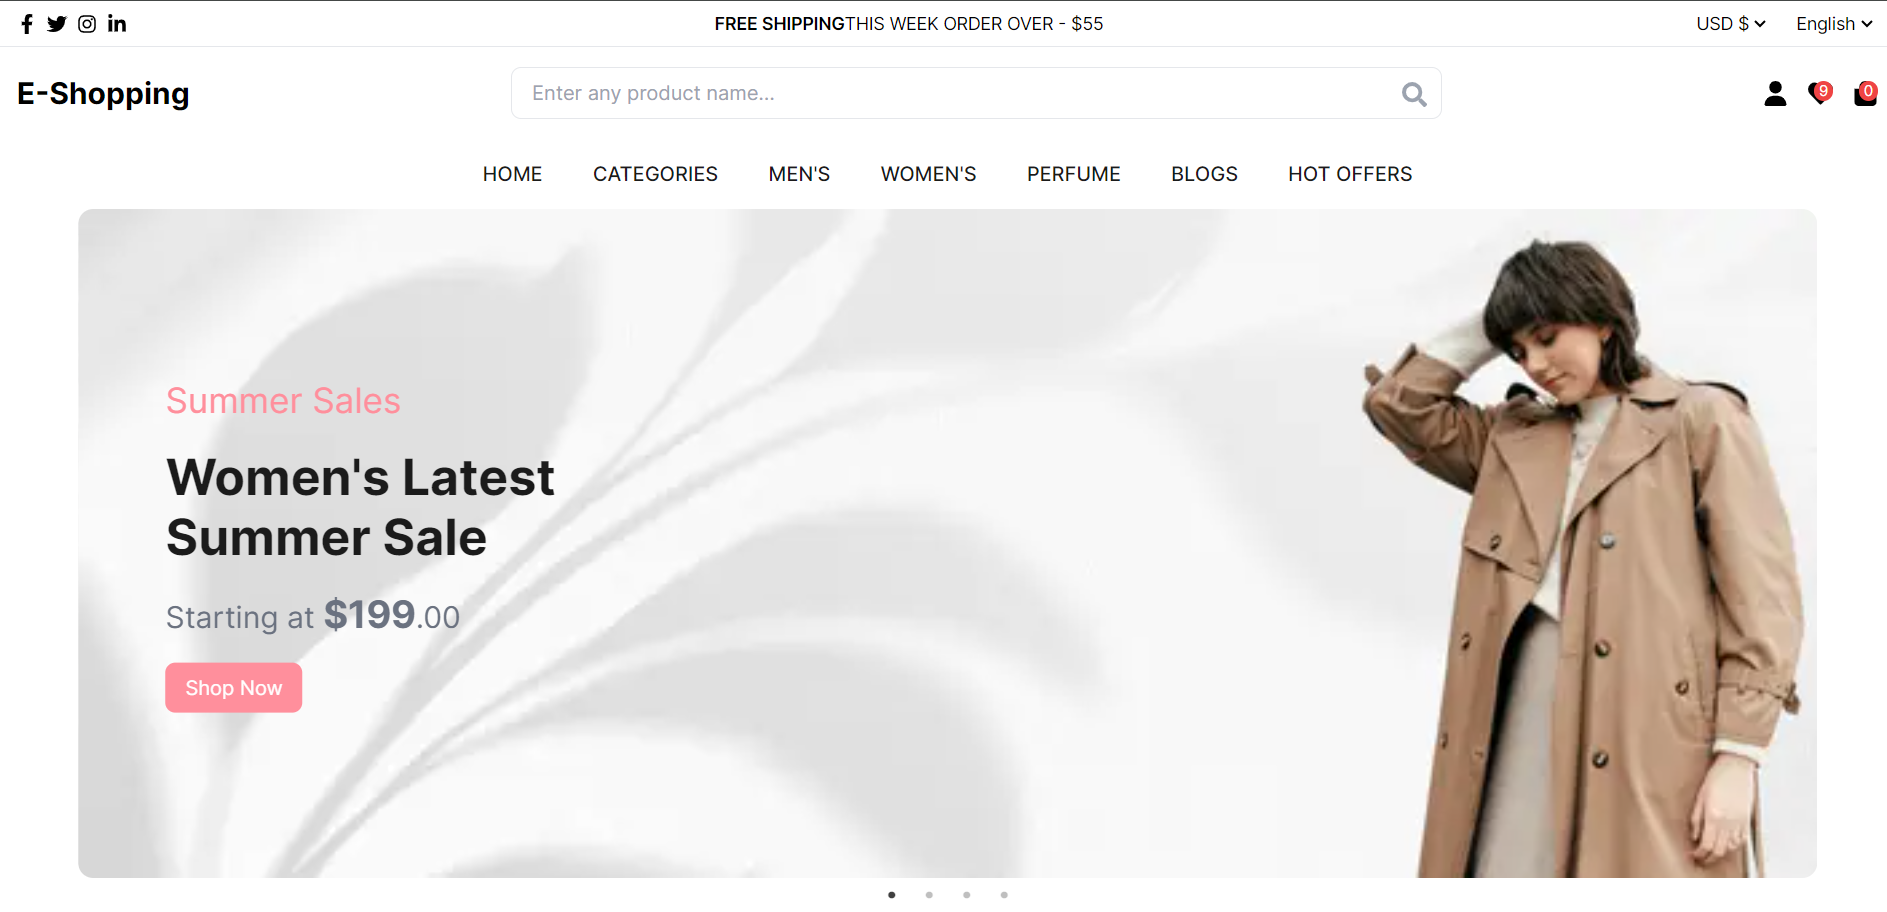 FREE SHIPPINGTHIS WEEK ORDER OVER - $55
USD $
English
E-Shopping
Enter any product name...
9
0
HOME
CATEGORIES
MEN'S
WOMEN'S
PERFUME
BLOGS
HOT OFFERS
Summer Sales
Women's Latest
Summer Sale
Starting at $199.00
Shop Now